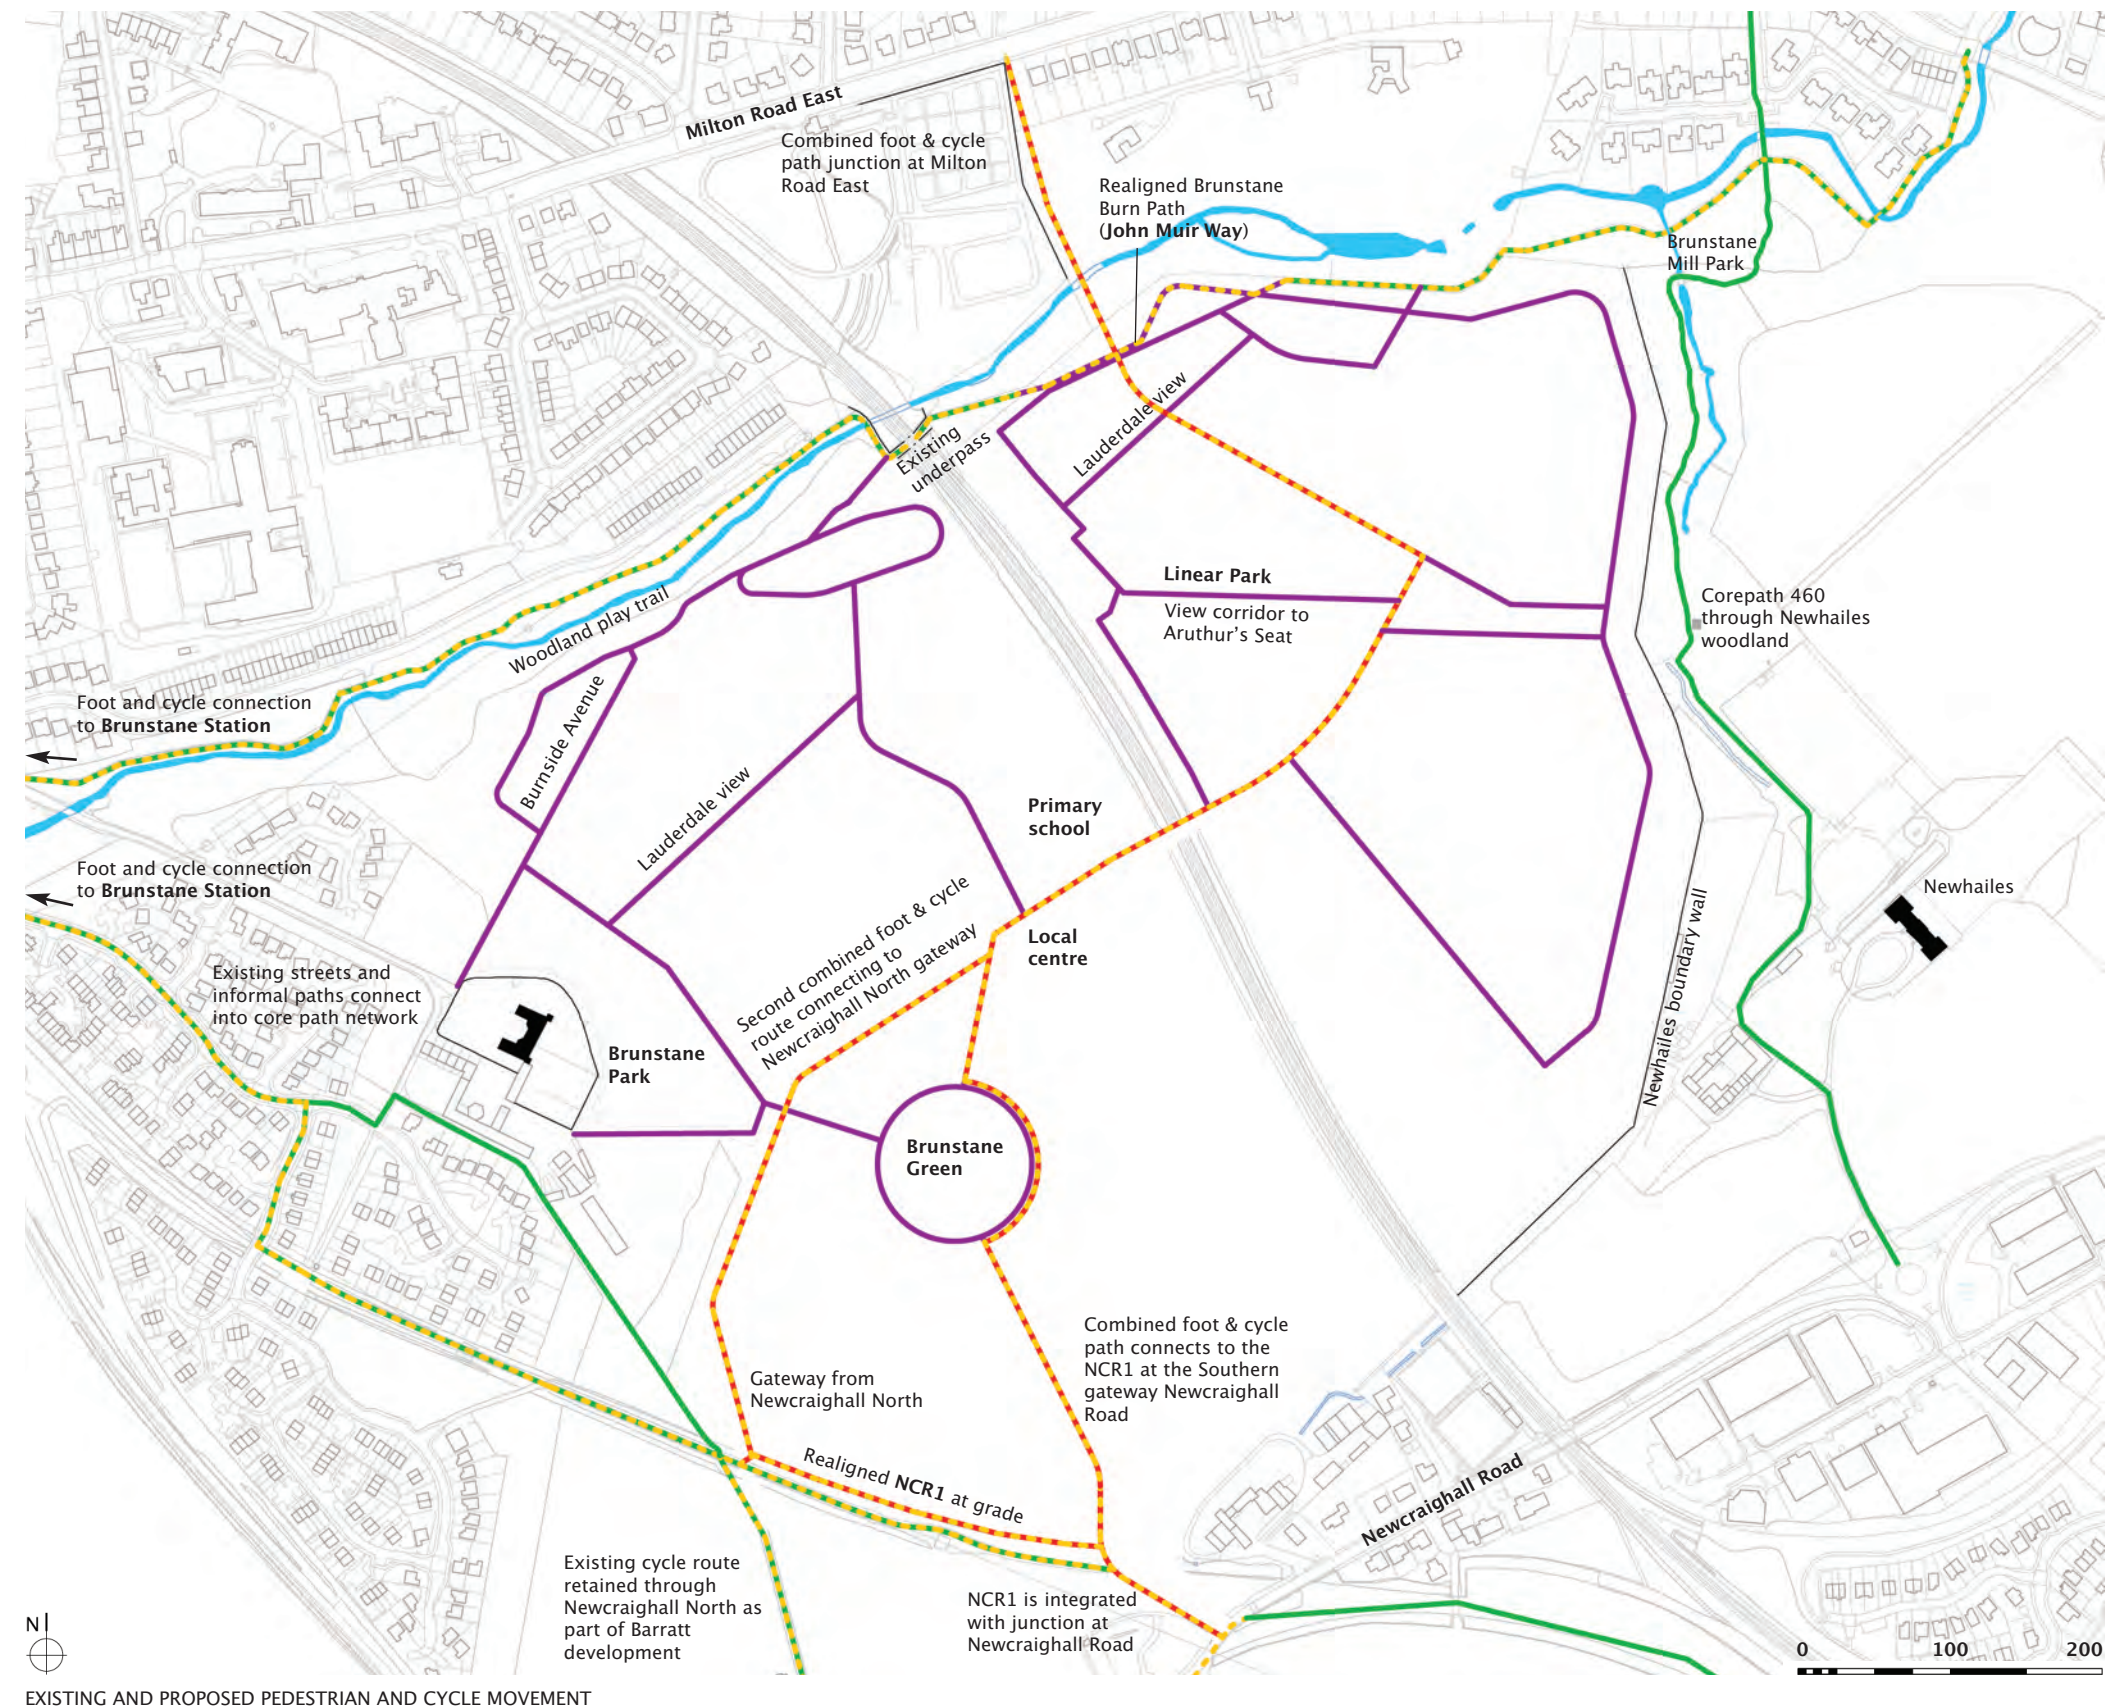 Milton Road East
Combined foot & cycle
path junction at Milton
Road East
Realigned Brunstane
Burn Path
(John Muir Way)
Brunstane
Mill Park
Lauderdale view
Existing
underpass
Linear Park
View corridor to
Aruthur's Seat
Corepath 460
through Newhailes
woodland
Woodland play trail
Foot and cycle connection
to Brunstane Station
Burnside Avenue
Lauderdale view
Primary
school
Foot and cycle connection
to Brunstane Station
Newhailes
Local
centre
Second combined foot & cycle
route connecting to
Newcraighall North gateway
Existing streets and
informal paths connect
into core path network
Newhailes boundary wall
Brunstane
Park
Brunstane
Green
Combined foot & cycle
path connects to the
NCR1 at the Southern
gateway Newcraighall
Road
Gateway from
Newcraighall North
Realigned NCR1 at grade
Newcraighall Road
Existing cycle route
retained through
Newcraighall North as
part of Barratt
development
NCR1 is integrated
with junction at
Newcraighall Road
N
0 100 200
EXISTING AND PROPOSED PEDESTRIAN AND CYCLE MOVEMENT